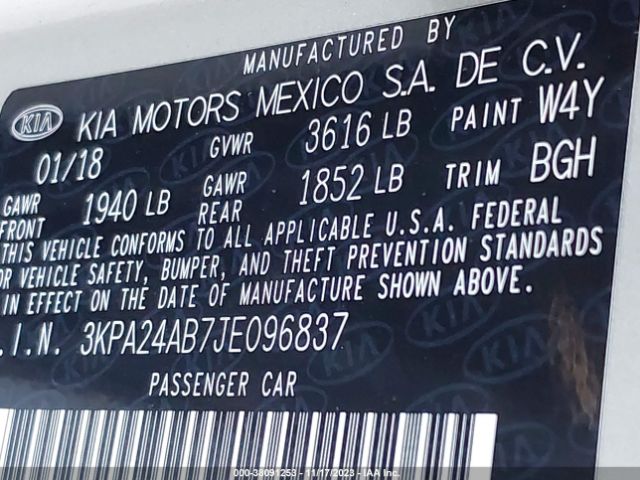 MANUFACTURED BY
KIA KIA MOTORS MEXICO S.A. DE C.V.
01/18 GVWR 3616 LB PAINT W4Y
GAWR FRONT 1940 LB GAWR REAR 1852 LB TRIM BGH
THIS VEHICLE CONFORMS TO ALL APPLICABLE U.S.A. FEDERAL
OR VEHICLE SAFETY, BUMPER, AND THEFT PREVENTION STANDARDS
IN EFFECT ON THE DATE OF MANUFACTURE SHOWN ABOVE.
.I.N. 3KPA24AB7JE096837
PASSENGER CAR
000-38091253 - 11/17/2023 - IAA Inc.